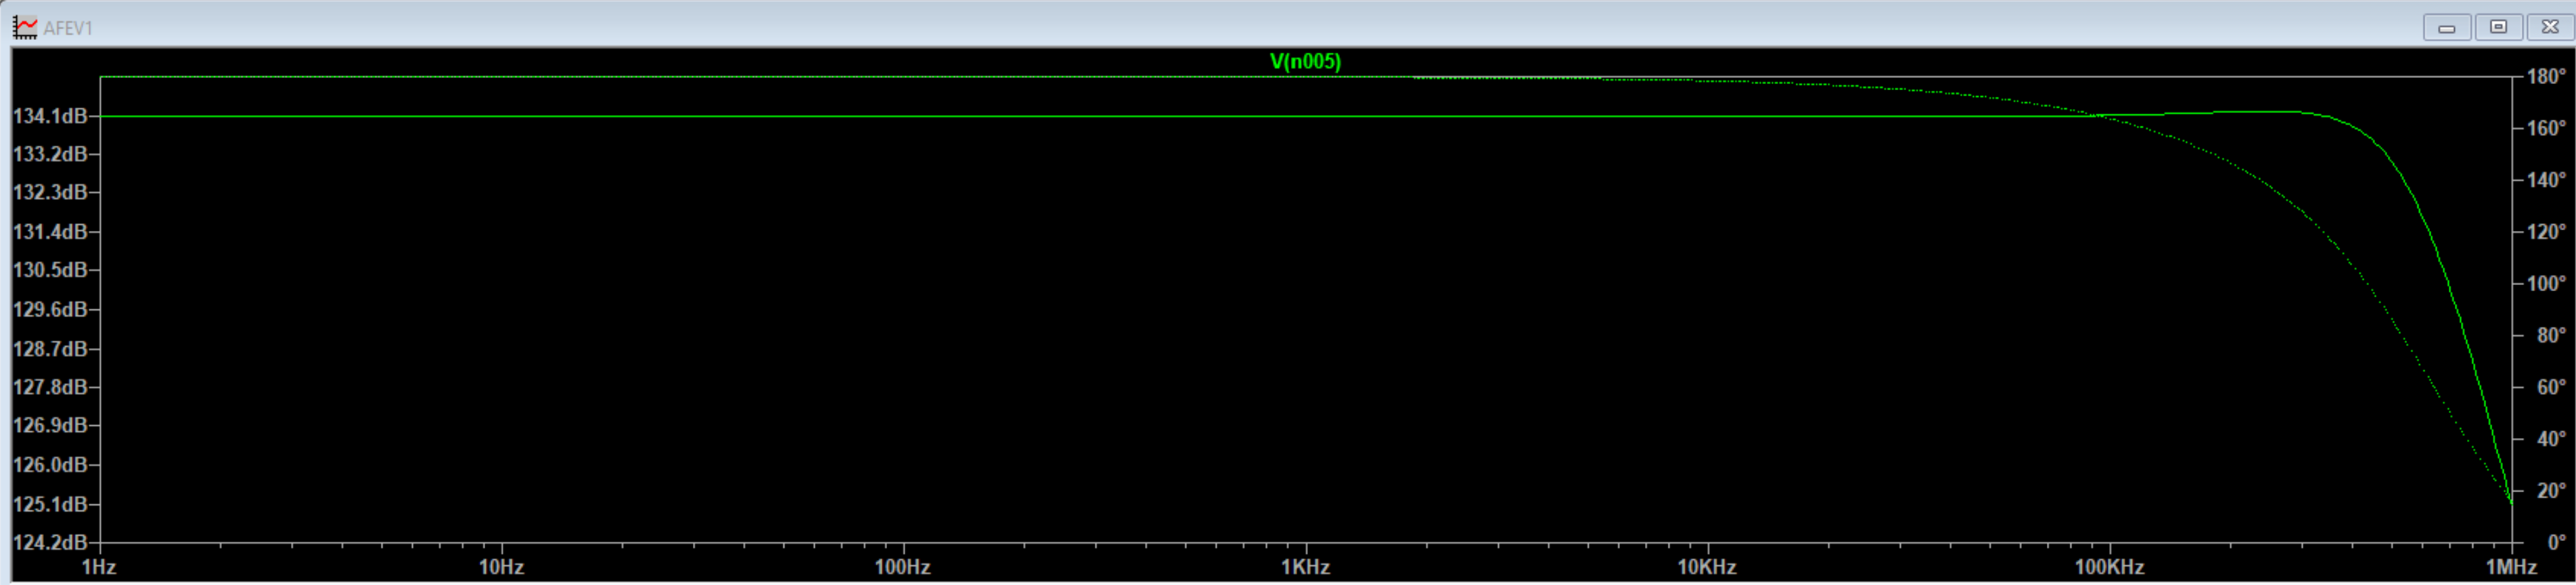 AFEV1
V(n005)
134.1dB
133.2dB
132.3dB
131.4dB
130.5dB
129.6dB
128.7dB
127.8dB
126.9dB
126.0dB
125.1dB
124.2dB
180°
160°
140°
120°
100°
80°
60°
40°
20°
0°
1Hz 10Hz 100Hz 1KHz 10KHz 100KHz 1MHz